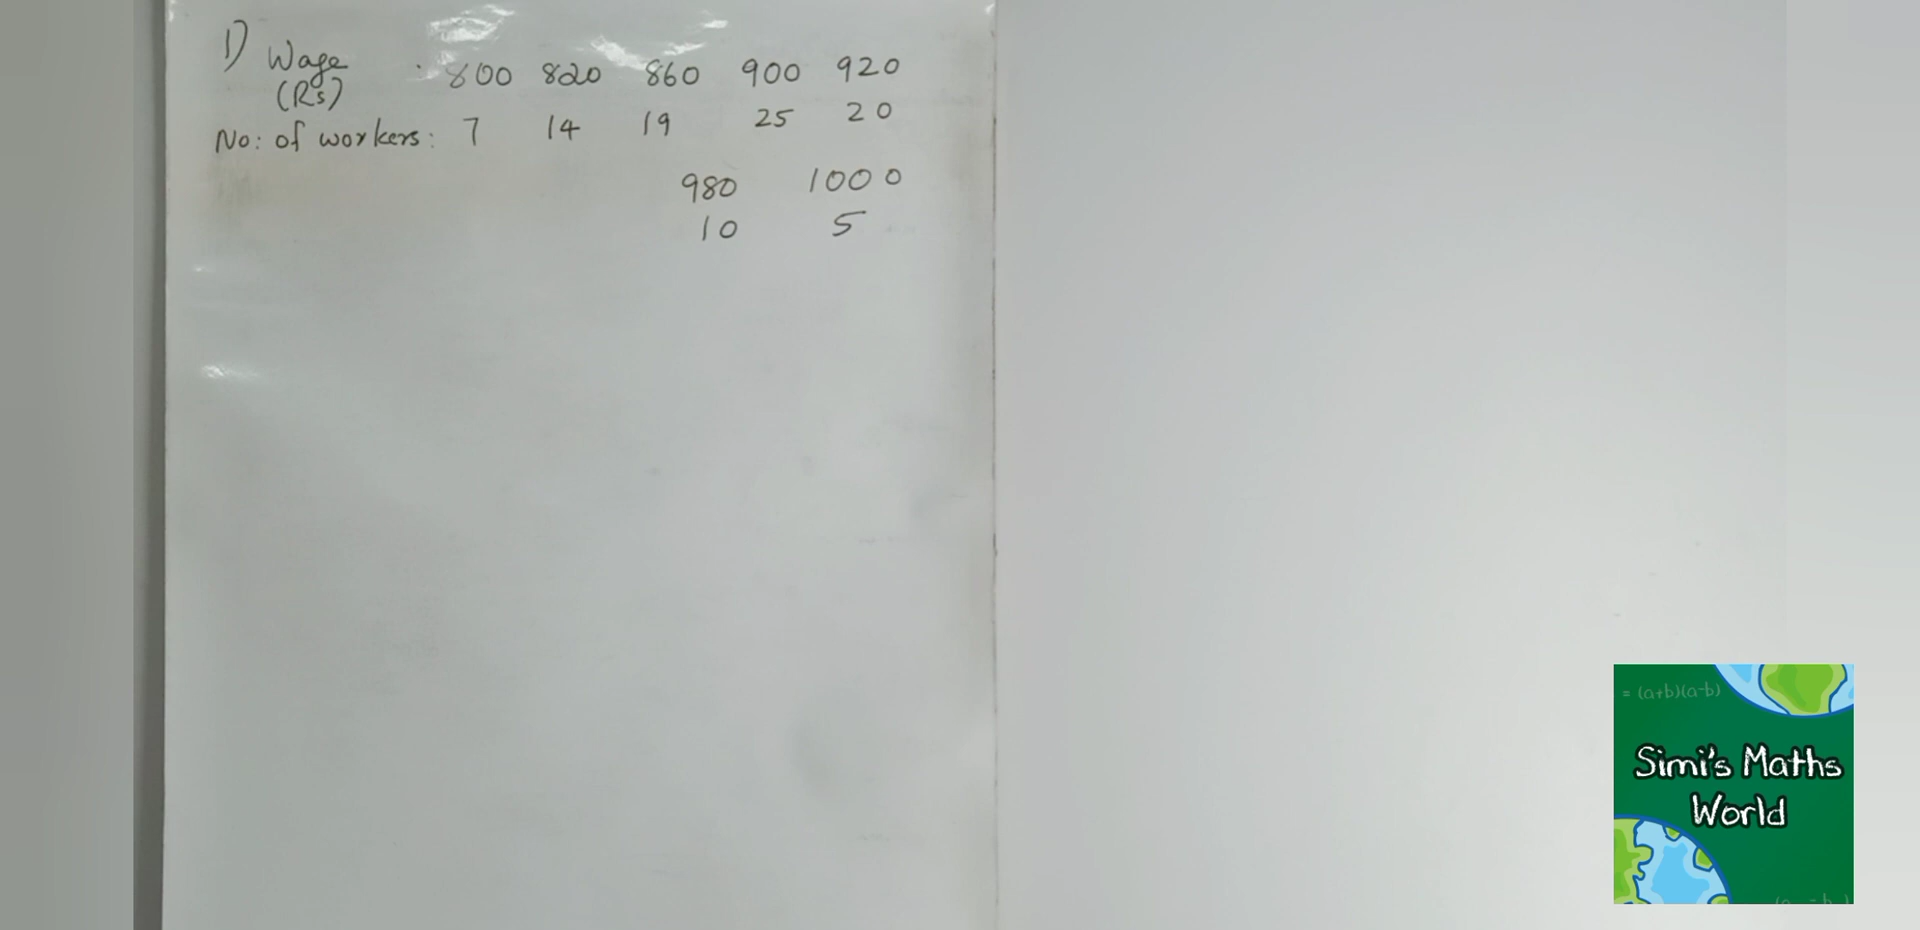 1) Wage : 800 820 860 900 920
(Rs)
No: of workers: 7 14 19 25 20
980 1000
10 5
= (a+b)(a-b)
Simi's Maths
World